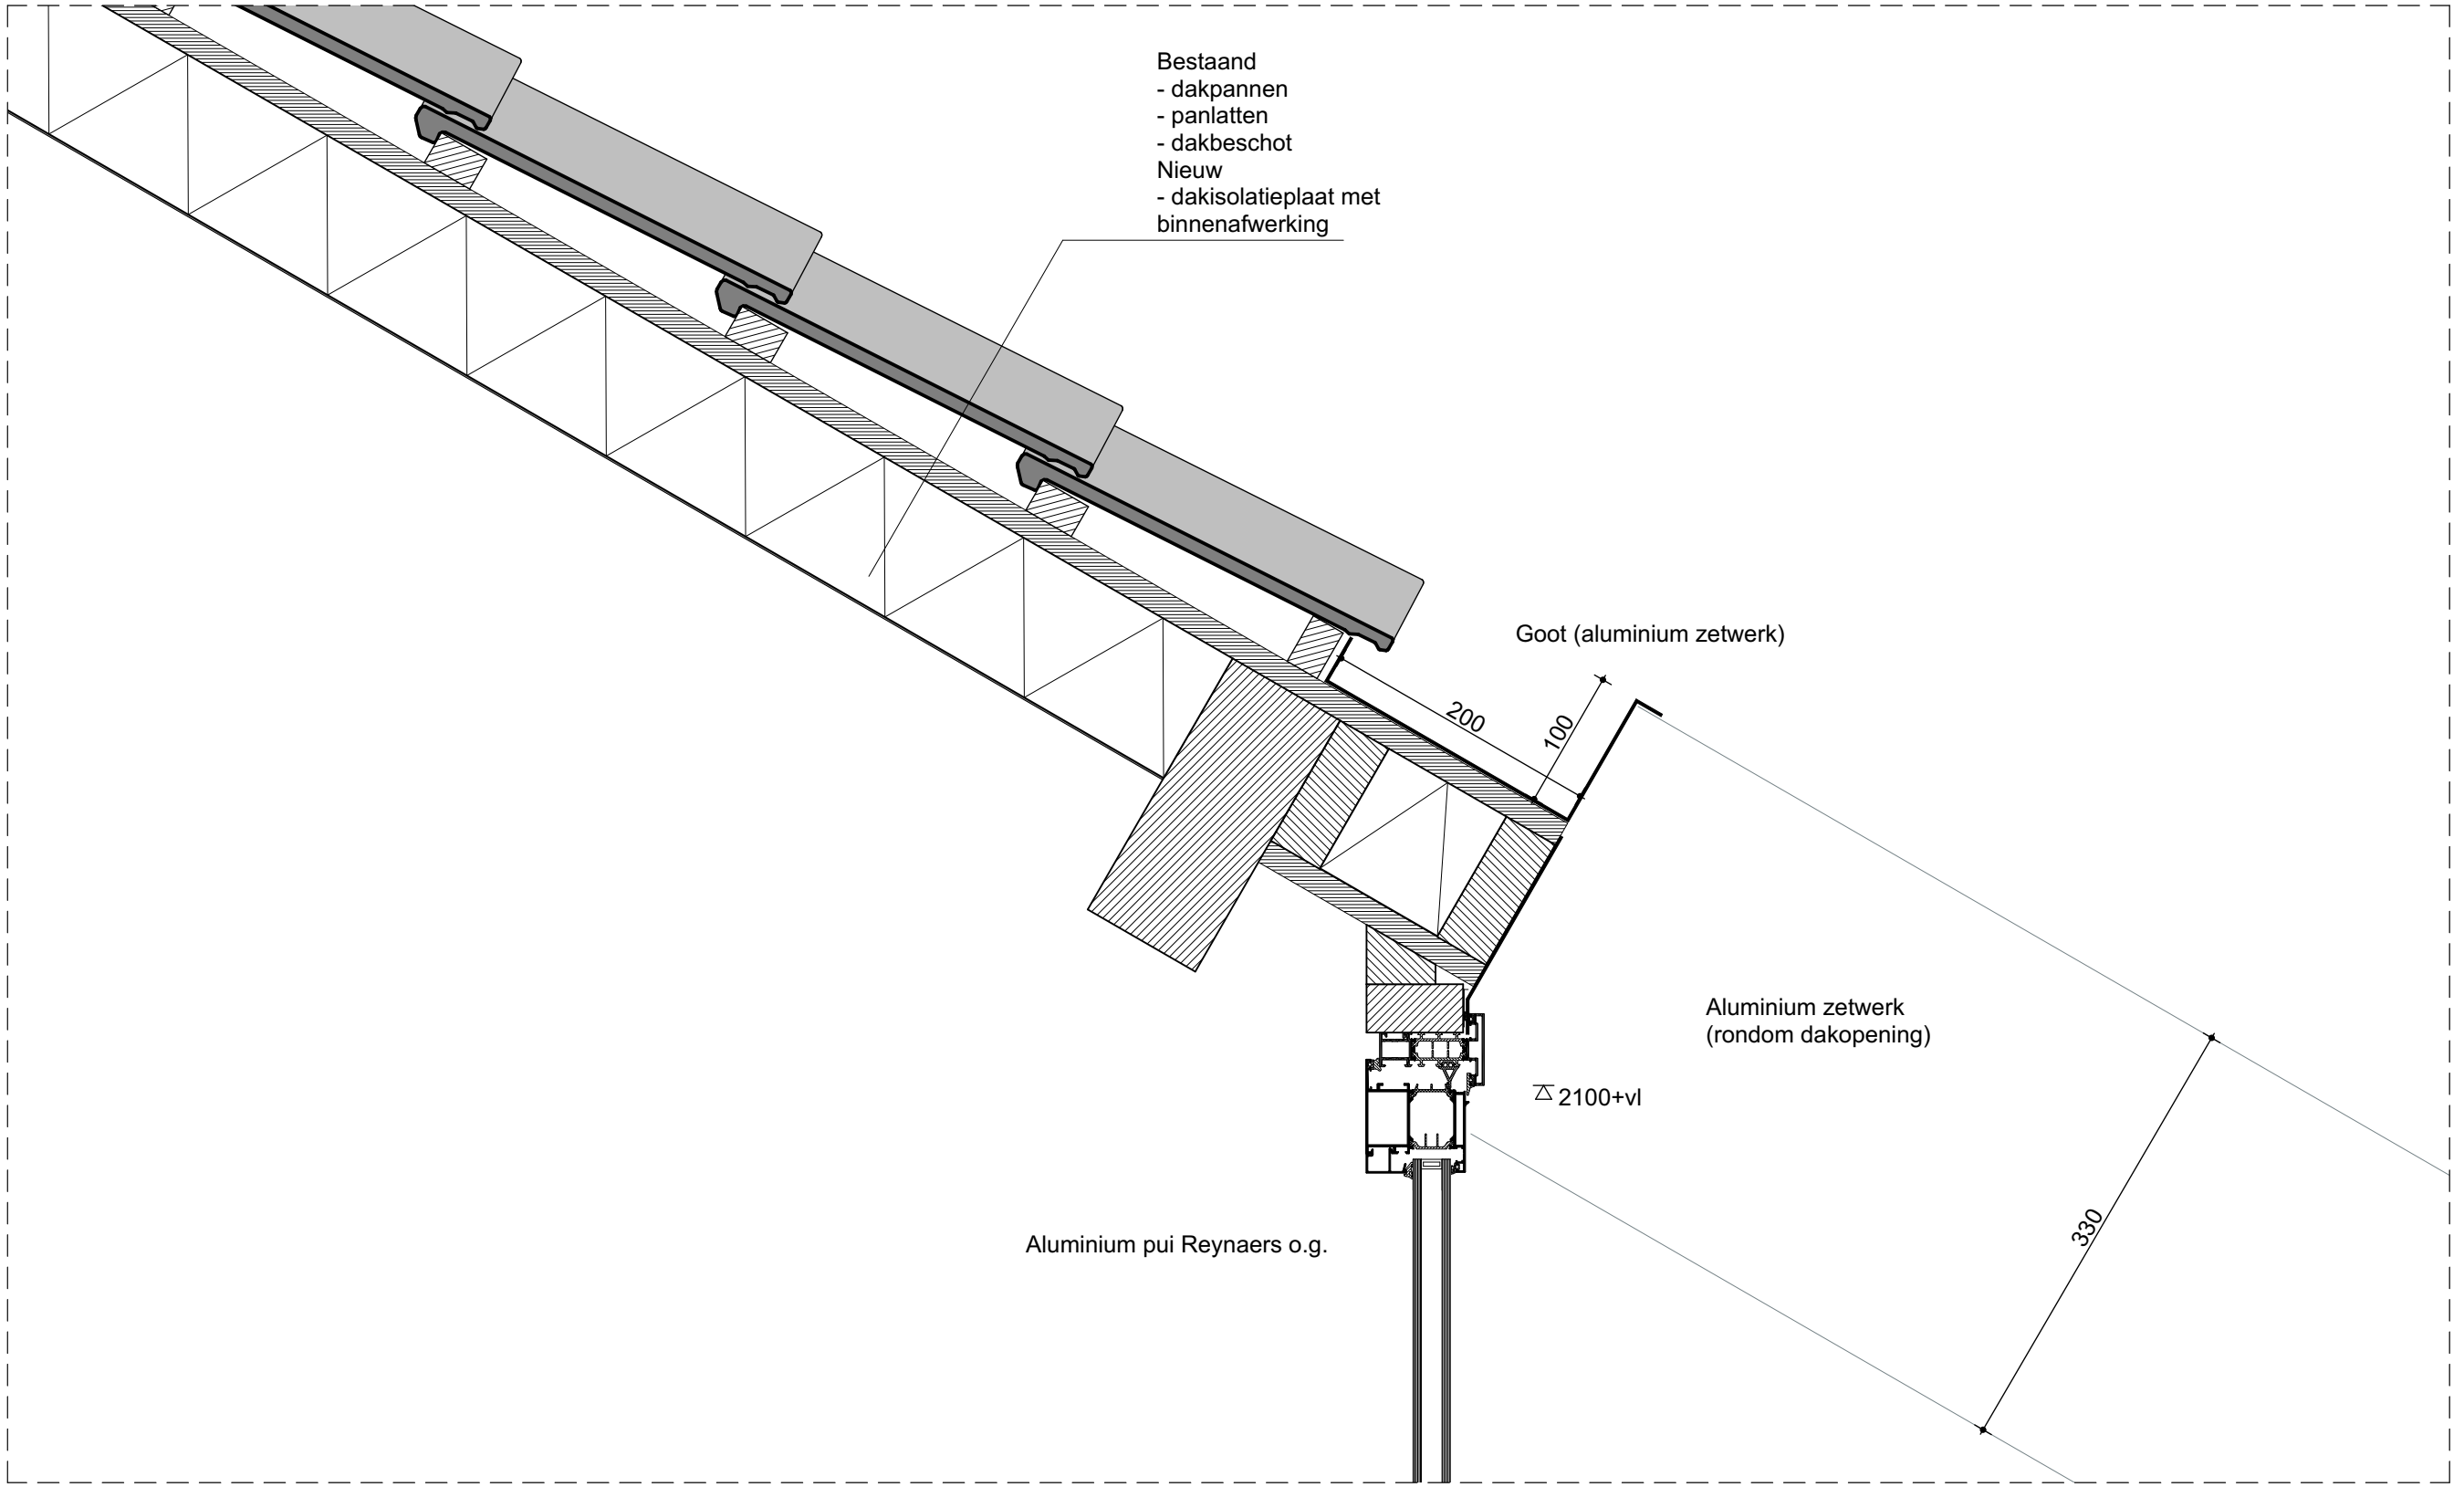 Bestaand
- dakpannen
- panlatten
- dakbeschot
Nieuw
- dakisolatieplaat met
binnenafwerking
Goot (aluminium zetwerk)
200
100
Aluminium zetwerk
(rondom dakopening)
2100+vl
330
Aluminium pui Reynaers o.g.